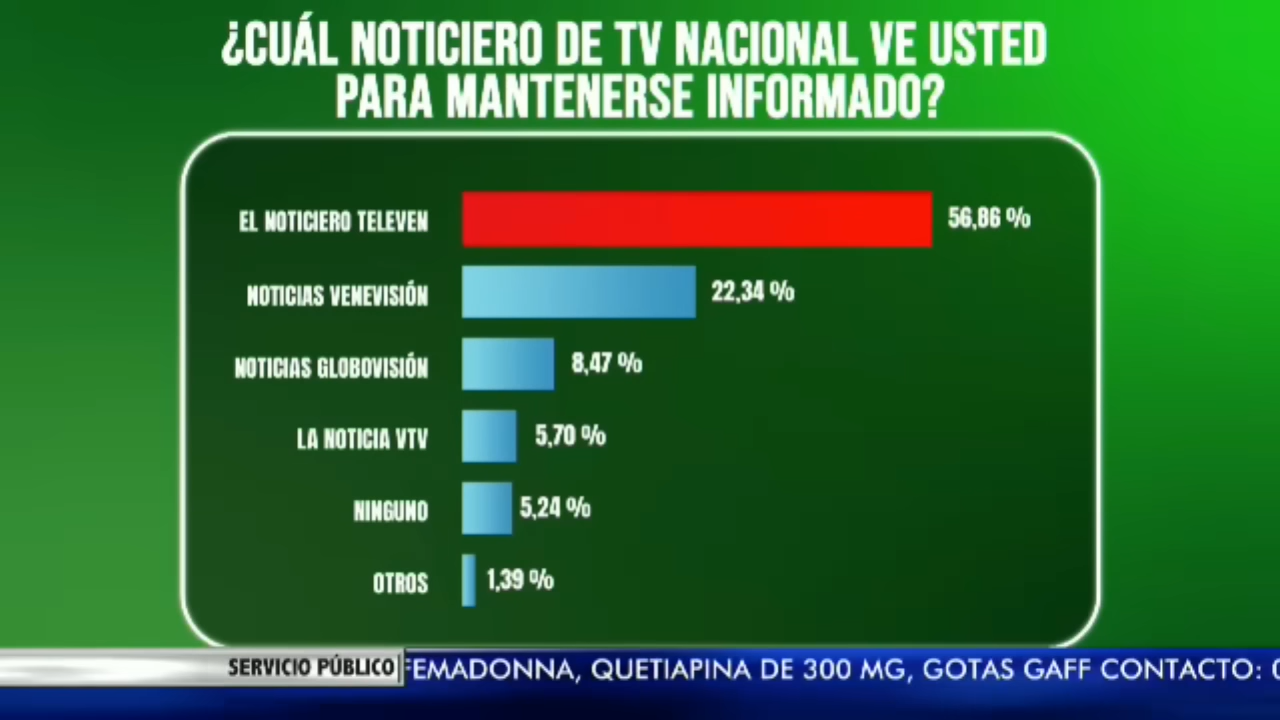 ¿CUÁL NOTICIERO DE TV NACIONAL VE USTED
PARA MANTENERSE INFORMADO?
EL NOTICIERO TELEVEN 56,86 %
NOTICIAS VENEVISIÓN 22,34 %
NOTICIAS GLOBOVISIÓN 8,47 %
LA NOTICIA VTV 5,70 %
NINGUNO 5,24 %
OTROS 1,39 %
SERVICIO PÚBLICO FEMADONNA, QUETIAPINA DE 300 MG, GOTAS GAFF CONTACTO: